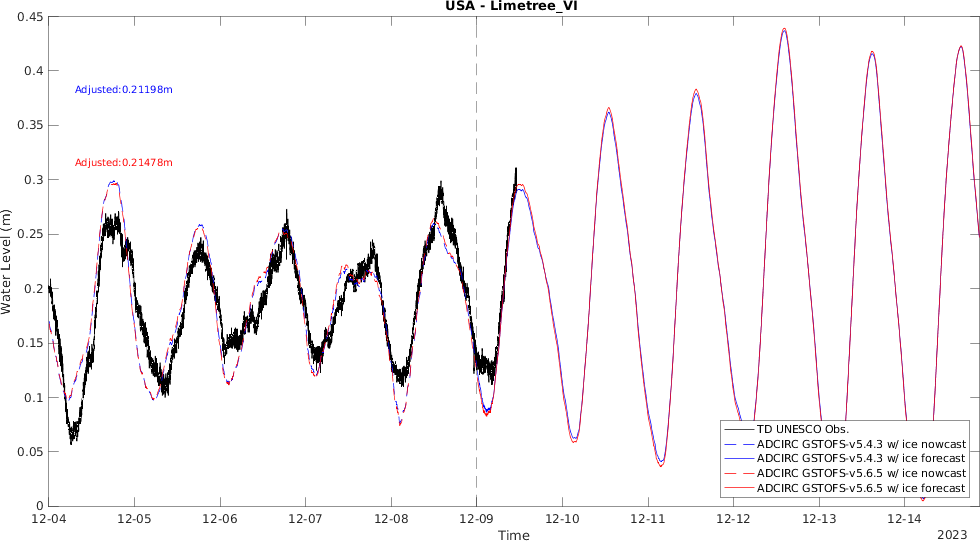 USA - Limetree_VI
0.45
0.4
0.35
0.3
0.25
0.2
0.15
0.1
0.05
0
Water Level (m)
Adjusted:0.21198m
Adjusted:0.21478m
TD UNESCO Obs.
ADCIRC GSTOFS-v5.4.3 w/ ice nowcast
ADCIRC GSTOFS-v5.4.3 w/ ice forecast
ADCIRC GSTOFS-v5.6.5 w/ ice nowcast
ADCIRC GSTOFS-v5.6.5 w/ ice forecast
12-04 12-05 12-06 12-07 12-08 12-09 12-10 12-11 12-12 12-13 12-14
Time
2023